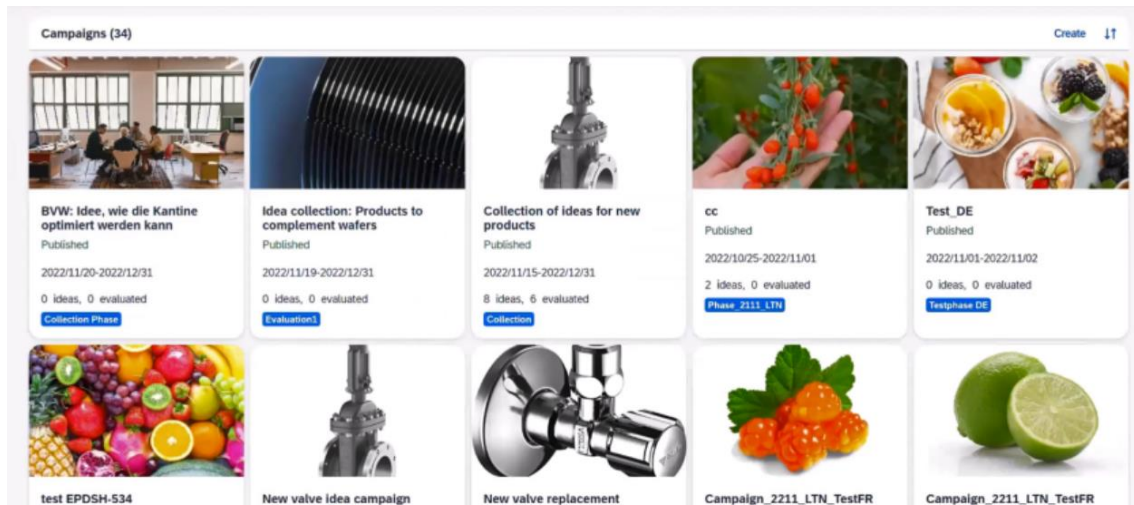 Campaigns (34)
Create
BVW: Idee, wie die Kantine
optimiert werden kann
Published
2022/11/20-2022/12/31
0 ideas, 0 evaluated
Collection Phase
Idea collection: Products to
complement wafers
Published
2022/11/19-2022/12/31
0 ideas, 0 evaluated
Evaluation1
Collection of ideas for new
products
Published
2022/11/15-2022/12/31
8 ideas, 6 evaluated
Collection
cc
Published
2022/10/25-2022/11/01
2 ideas, 0 evaluated
Phase_2111_LTN
Test_DE
Published
2022/11/01-2022/11/02
0 ideas, 0 evaluated
Testphase DE
test EPDSH-534
New valve idea campaign
New valve replacement
Campaign_2211_LTN_TestFR
Campaign_2211_LTN_TestFR